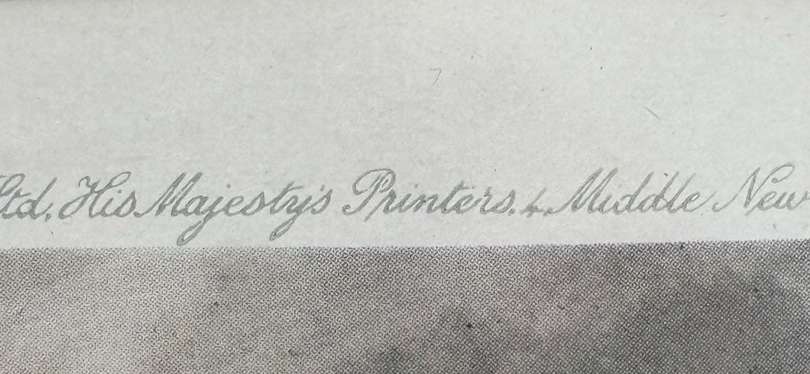 Ltd. His Majesty's Printers. 4. Middle New